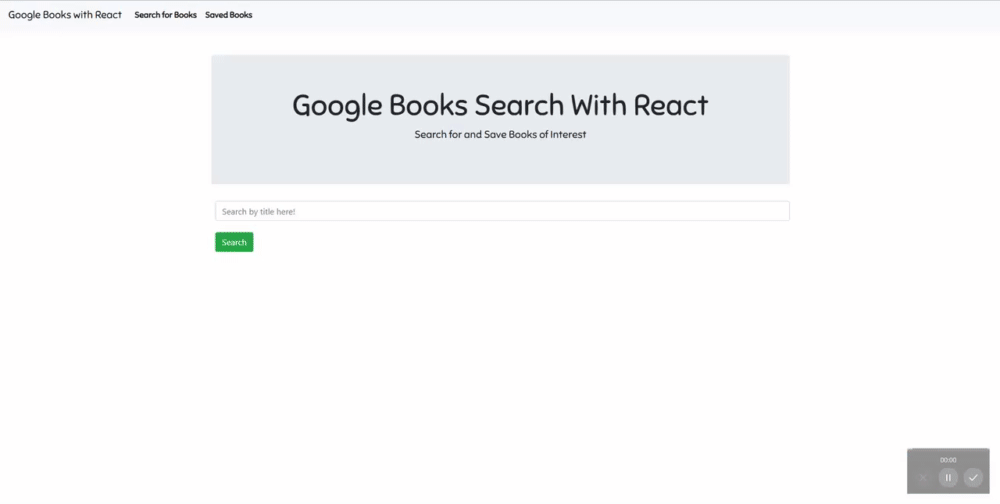 Google Books with React Search for Books Saved Books
Google Books Search With React
Search for and Save Books of Interest
Search by title here!
Search
00:00